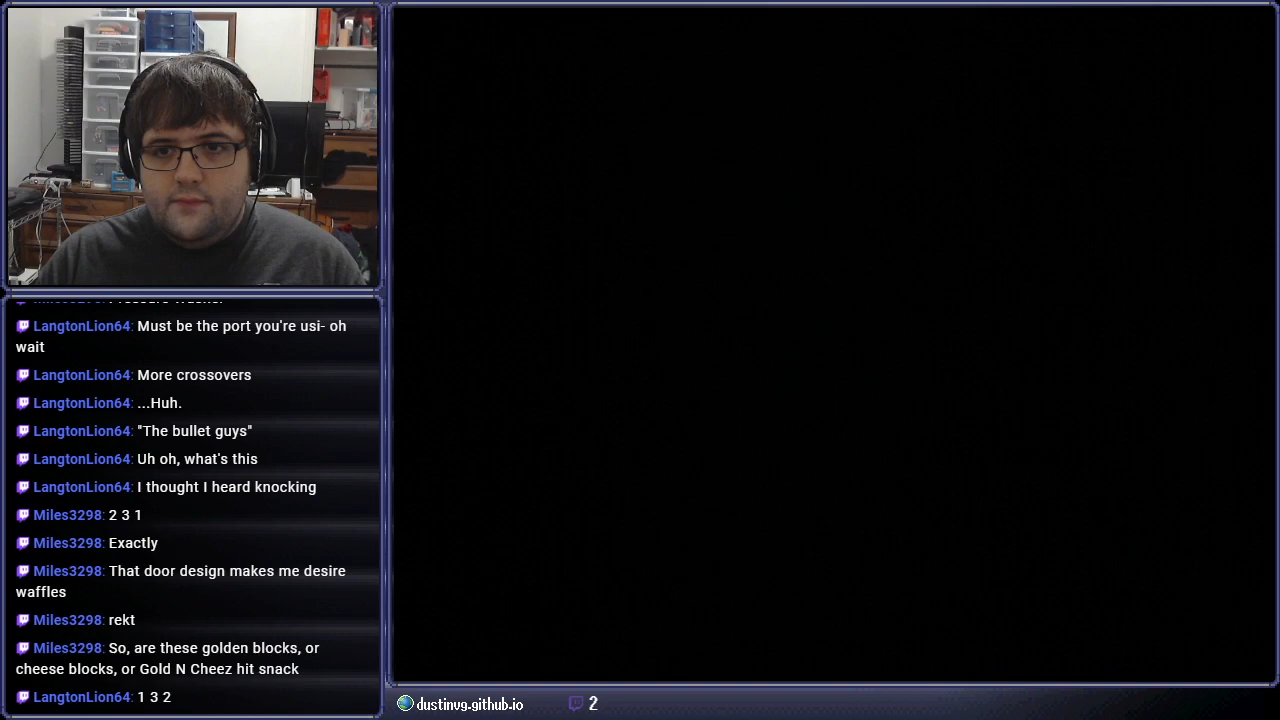 LangtonLion64: Must be the port you're usi- oh
wait
LangtonLion64: More crossovers
LangtonLion64: ...Huh.
LangtonLion64: "The bullet guys"
LangtonLion64: Uh oh, what's this
LangtonLion64: I thought I heard knocking
Miles3298: 2 3 1
Miles3298: Exactly
Miles3298: That door design makes me desire
waffles
Miles3298: rekt
Miles3298: So, are these golden blocks, or
cheese blocks, or Gold N Cheez hit snack
LangtonLion64: 1 3 2
dustinvg.github.io
2